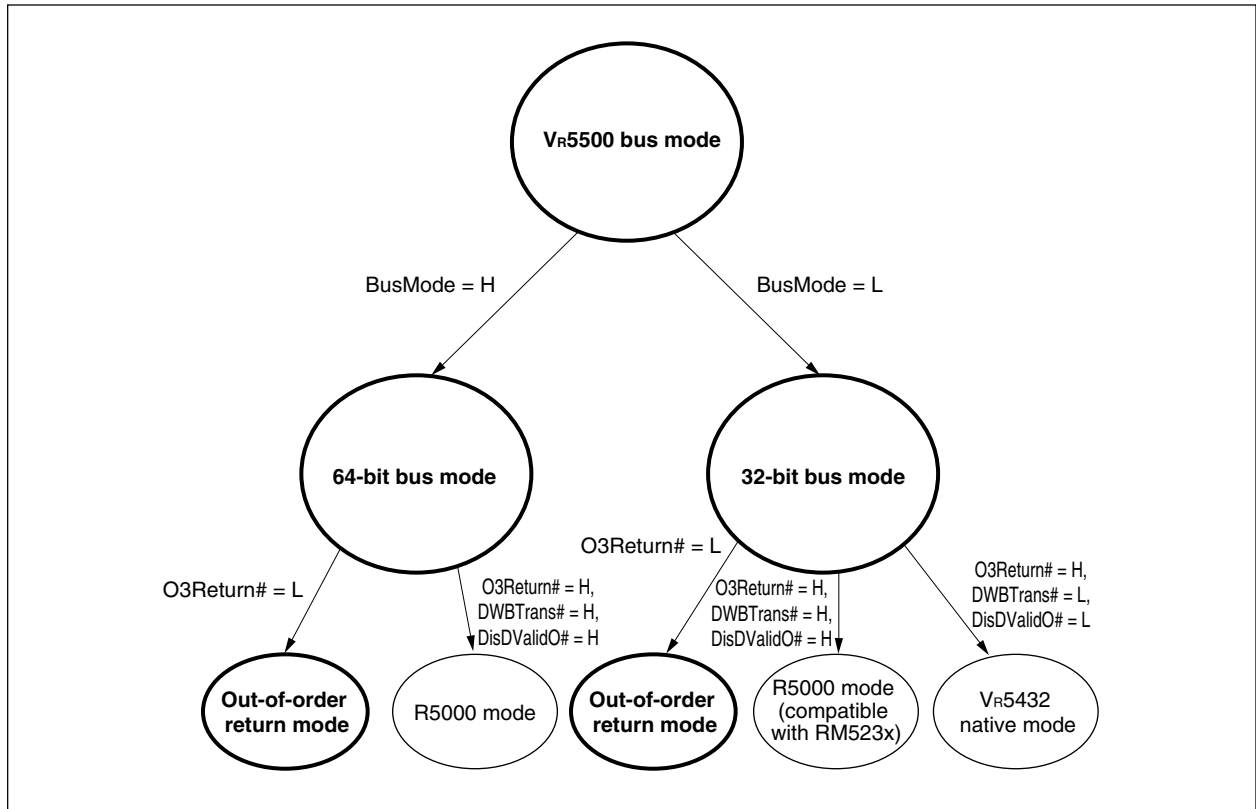 VR5500 bus mode
BusMode = H
BusMode = L
64-bit bus mode
32-bit bus mode
O3Return# = L
O3Return# = H,
DWBTrans# = H,
DisDValidO# = H
O3Return# = L
O3Return# = H,
DWBTrans# = H,
DisDValidO# = H
O3Return# = H,
DWBTrans# = L,
DisDValidO# = L
Out-of-order
return mode
R5000 mode
Out-of-order
return mode
R5000 mode
(compatible
with RM523x)
VR5432
native mode